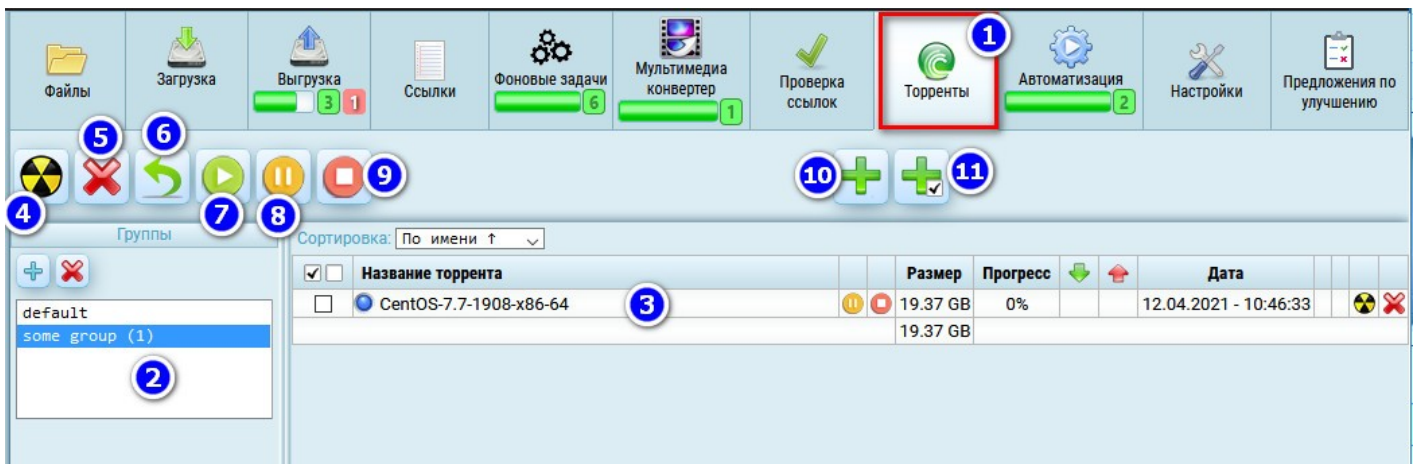 Файлы
Загрузка
Выгрузка
3 1
Ссылки
Фоновые задачи
6
Мультимедиа
конвертер
1
Проверка
ссылок
Торренты
1
Автоматизация
2
Настройки
Предложения по
улучшению
4
5
6
7
8
9
10
11
Группы
default
some group (1)
2
Сортировка: По имени ↑
Название торрента Размер Прогресс Дата
CentOS-7.7-1908-x86-64 3 19.37 GB 0% 12.04.2021 - 10:46:33
19.37 GB